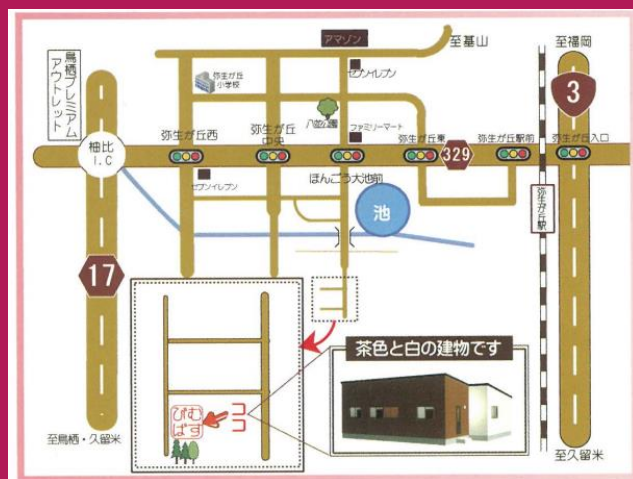 アマゾン
至基山
至福岡
鳥栖プレミアム
アウトレット
セブンイレブン
3
弥生が丘
小学校
八並公園
ファミリーマート
弥生が丘西
弥生が丘
中央
弥生が丘東
329
弥生が丘駅前
弥生が丘入口
柚比
I.C
セブンイレブン
ほんごう大池前
池
弥生が丘駅
17
茶色と白の建物です
むすびぱす
ココ
至鳥栖・久留米
至久留米